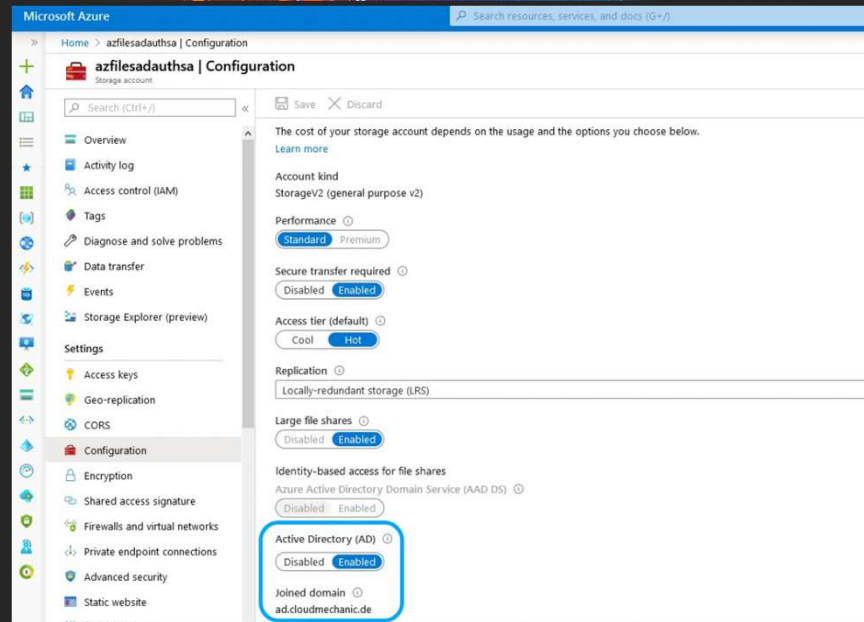 Microsoft Azure
Search resources, services, and docs (G+/)
Home > azfilesadauthsa | Configuration
azfilesadauthsa | Configuration
Storage account
Search (Ctrl+/)
Overview
Activity log
Access control (IAM)
Tags
Diagnose and solve problems
Data transfer
Events
Storage Explorer (preview)
Settings
Access keys
Geo-replication
CORS
Configuration
Encryption
Shared access signature
Firewalls and virtual networks
Private endpoint connections
Advanced security
Static website
Save Discard
The cost of your storage account depends on the usage and the options you choose below.
Learn more
Account kind
StorageV2 (general purpose v2)
Performance
Standard Premium
Secure transfer required
Disabled Enabled
Access tier (default)
Cool Hot
Replication
Locally-redundant storage (LRS)
Large file shares
Disabled Enabled
Identity-based access for file shares
Azure Active Directory Domain Service (AAD DS)
Disabled Enabled
Active Directory (AD)
Disabled Enabled
Joined domain
ad.cloudmechanic.de